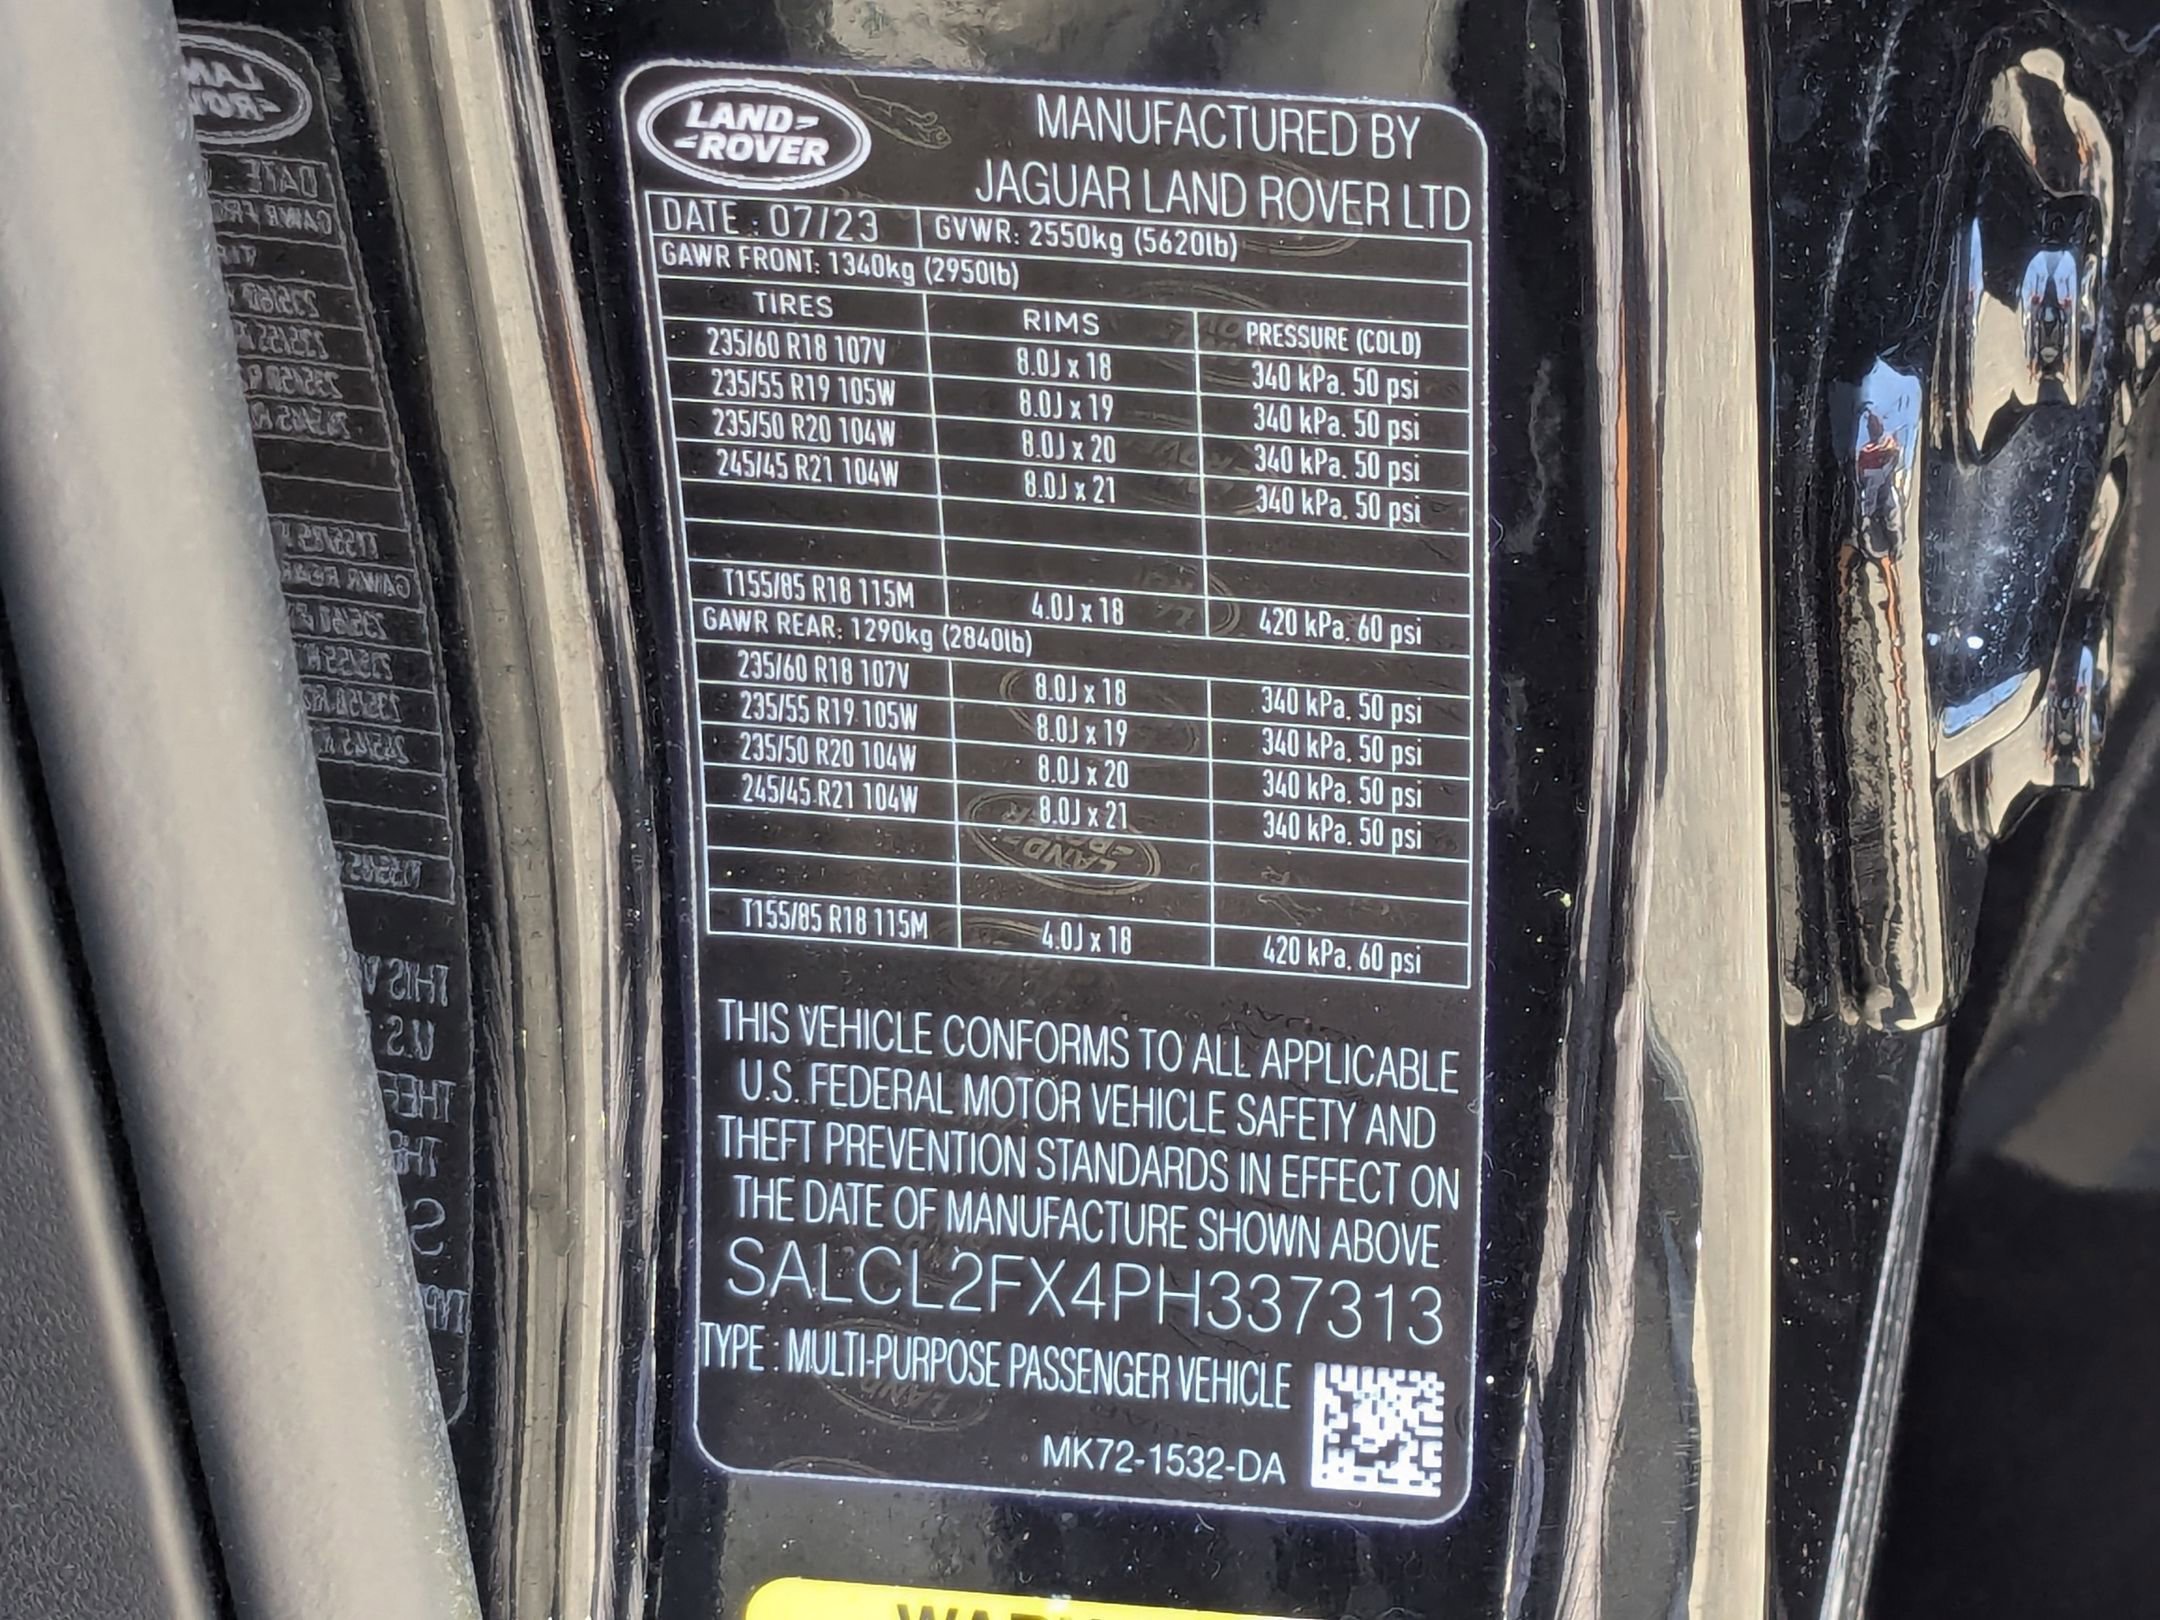 LAND
ROVER
MANUFACTURED BY
JAGUAR LAND ROVER LTD
DATE : 07/23 GVWR: 2550kg (5620lb)
GAWR FRONT: 1340kg (2950lb)
TIRES RIMS PRESSURE (COLD)
235/60 R18 107V 8.0J x 18 340 kPa. 50 psi
235/55 R19 105W 8.0J x 19 340 kPa. 50 psi
235/50 R20 104W 8.0J x 20 340 kPa. 50 psi
245/45 R21 104W 8.0J x 21 340 kPa. 50 psi
T155/85 R18 115M 4.0J x 18 420 kPa. 60 psi
GAWR REAR: 1290kg (2840lb)
235/60 R18 107V 8.0J x 18 340 kPa. 50 psi
235/55 R19 105W 8.0J x 19 340 kPa. 50 psi
235/50 R20 104W 8.0J x 20 340 kPa. 50 psi
245/45 R21 104W 8.0J x 21 340 kPa. 50 psi
T155/85 R18 115M 4.0J x 18 420 kPa. 60 psi
THIS VEHICLE CONFORMS TO ALL APPLICABLE
U.S. FEDERAL MOTOR VEHICLE SAFETY AND
THEFT PREVENTION STANDARDS IN EFFECT ON
THE DATE OF MANUFACTURE SHOWN ABOVE
SALCL2FX4PH337313
TYPE : MULTI-PURPOSE PASSENGER VEHICLE
MK72-1532-DA